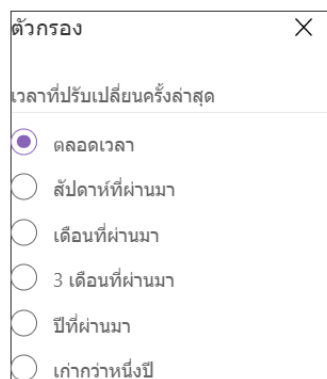 ตัวกรอง
เวลาที่ปรับเปลี่ยนครั้งล่าสุด
ตลอดเวลา
สัปดาห์ที่ผ่านมา
เดือนที่ผ่านมา
3 เดือนที่ผ่านมา
ปีที่ผ่านมา
เก่ากว่าหนึ่งปี